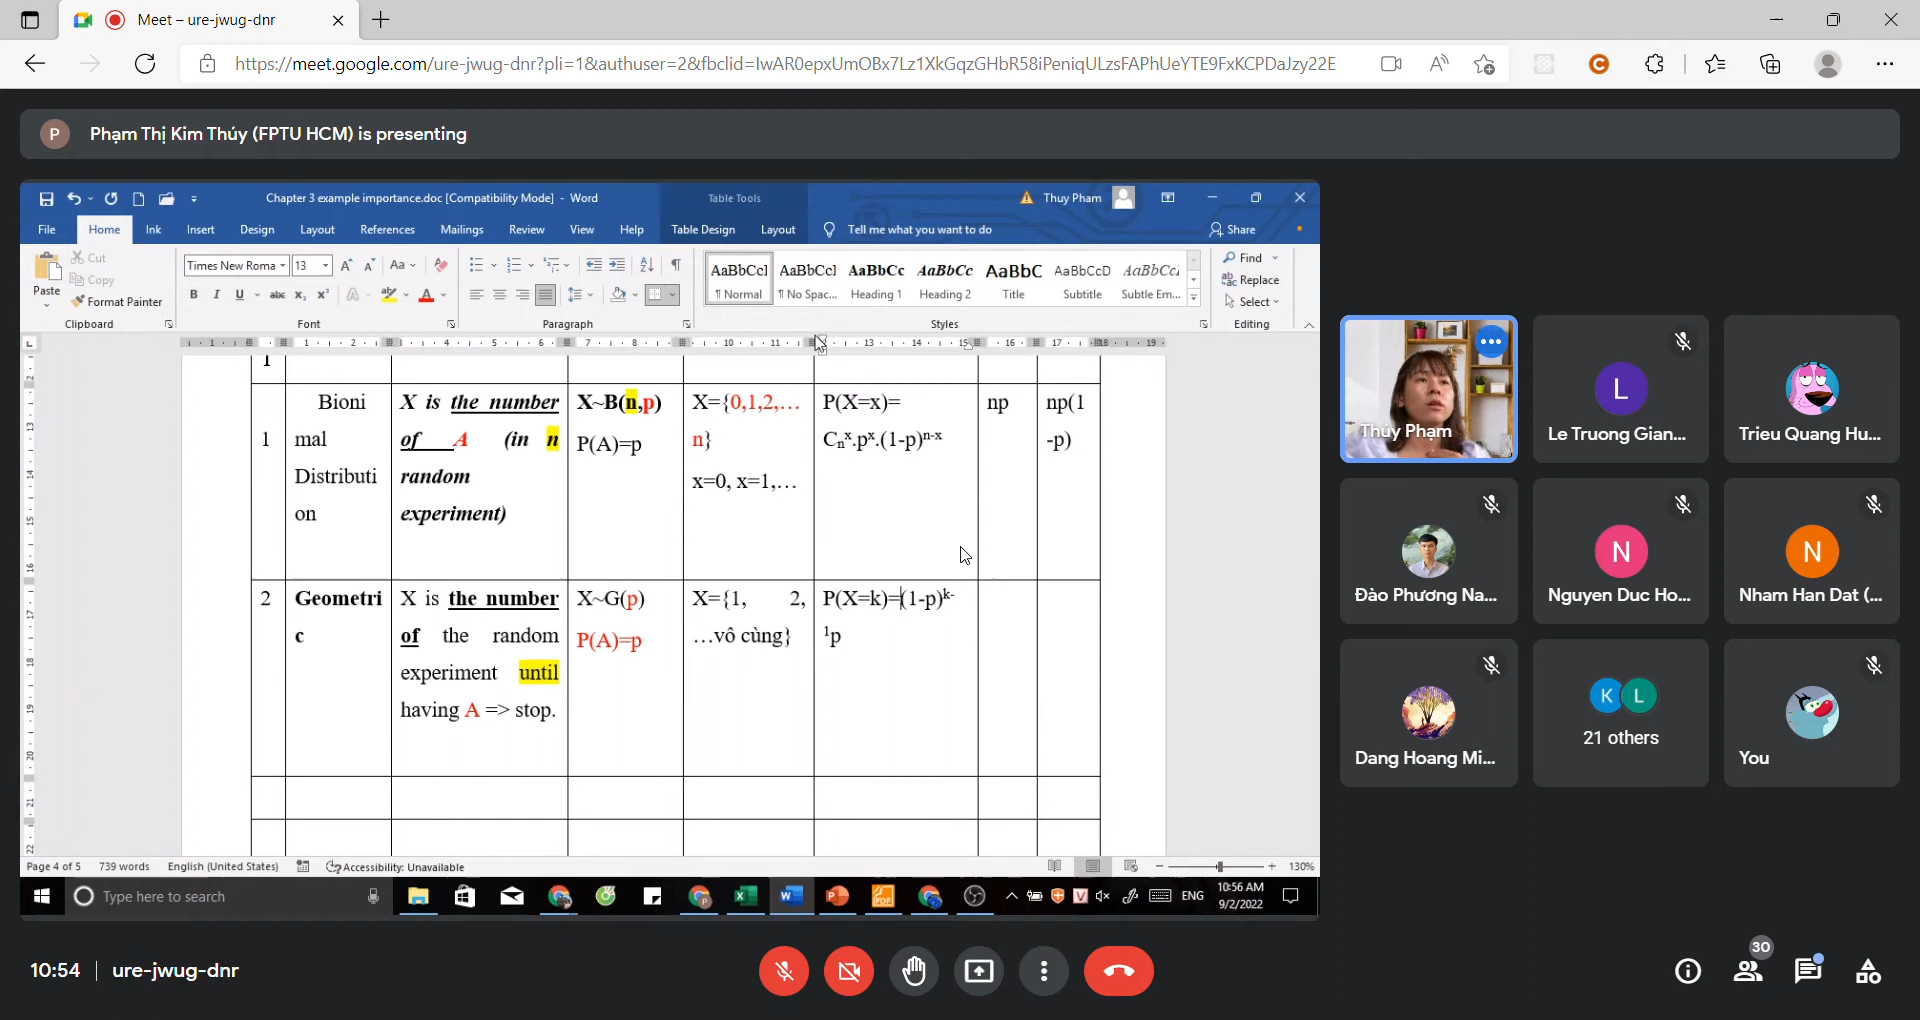 Meet – ure-jwug-dnr
https://meet.google.com/ure-jwug-dnr?pli=1&authuser=2&fbclid=IwAR0epxUmOBx7Lz1XkGqzGHbR58iPeniqULzsFAPhUeYTE9FxKCPDaJzy22E
P Phạm Thị Kim Thúy (FPTU HCM) is presenting
Chapter 3 example importance.doc [Compatibility Mode] - Word
Table Tools
Thuy Pham
File Home Ink Insert Design Layout References Mailings Review View Help Table Design Layout Tell me what you want to do Share
Paste
Cut
Copy
Format Painter
Clipboard
Times New Roma 13
Font
Paragraph
AaBbCcI AaBbCcI AaBbCc AaBbCc AaBbC AaBbCcD AaBbCcI
¶ Normal ¶ No Spac... Heading 1 Heading 2 Title Subtitle Subtle Em...
Styles
Find
Replace
Select
Editing
1
1
Bioni
mal
Distributi
on
X is the number
of A (in n
random
experiment)
X~B(n,p)
P(A)=p
X={0,1,2,…
n}
x=0, x=1,…
P(X=x)=
Cₙˣ.pˣ.(1-p)ⁿ⁻ˣ
np
np(1
-p)
2
Geometri
c
X is the number
of the random
experiment until
having A => stop.
X~G(p)
P(A)=p
X={1, 2,
…vô cùng}
P(X=k)=(1-p)ᵏ⁻
¹p
Page 4 of 5 739 words English (United States) Accessibility: Unavailable 130%
Type here to search
ENG
10:56 AM
9/2/2022
Thúy Phạm
L
Le Truong Gian...
Trieu Quang Hu...
Đào Phương Na...
N
Nguyen Duc Ho...
N
Nham Han Dat (...
Dang Hoang Mi...
K L
21 others
You
10:54 | ure-jwug-dnr
30